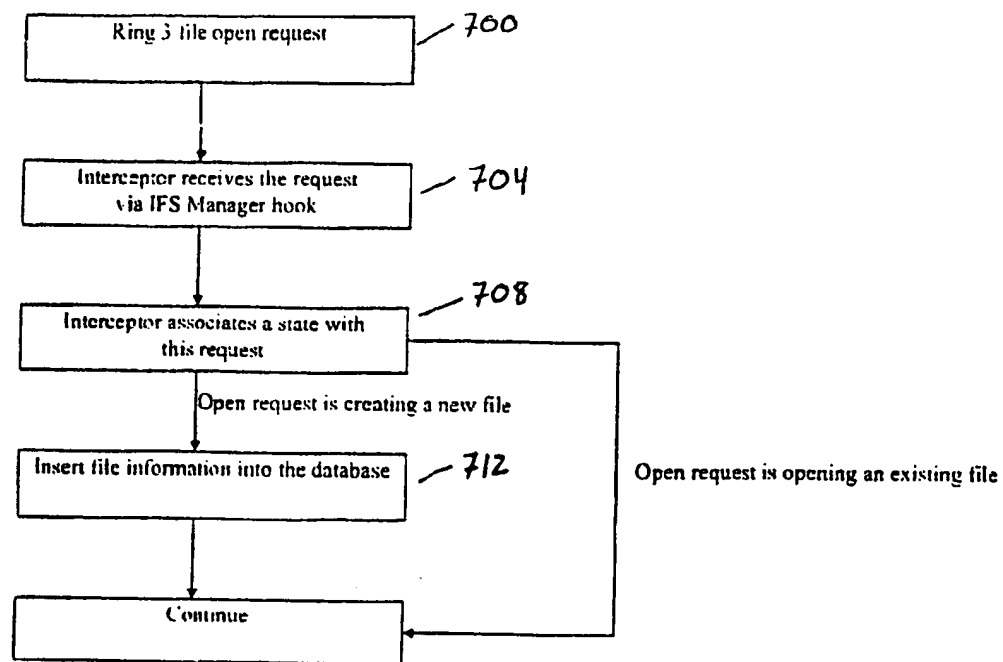 Ring 3 file open request
700
Interceptor receives the request
via IFS Manager hook
704
Interceptor associates a state with
this request
708
Open request is creating a new file
Insert file information into the database
712
Open request is opening an existing file
Continue